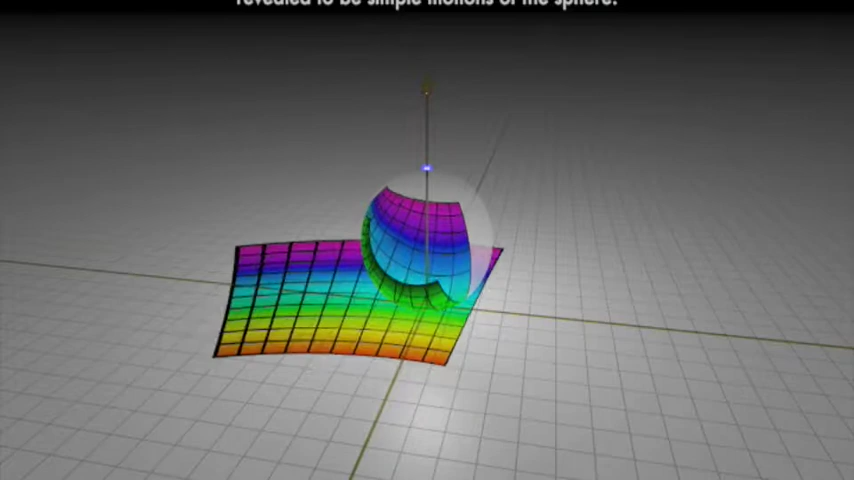 revealed to be simple motions of the sphere.